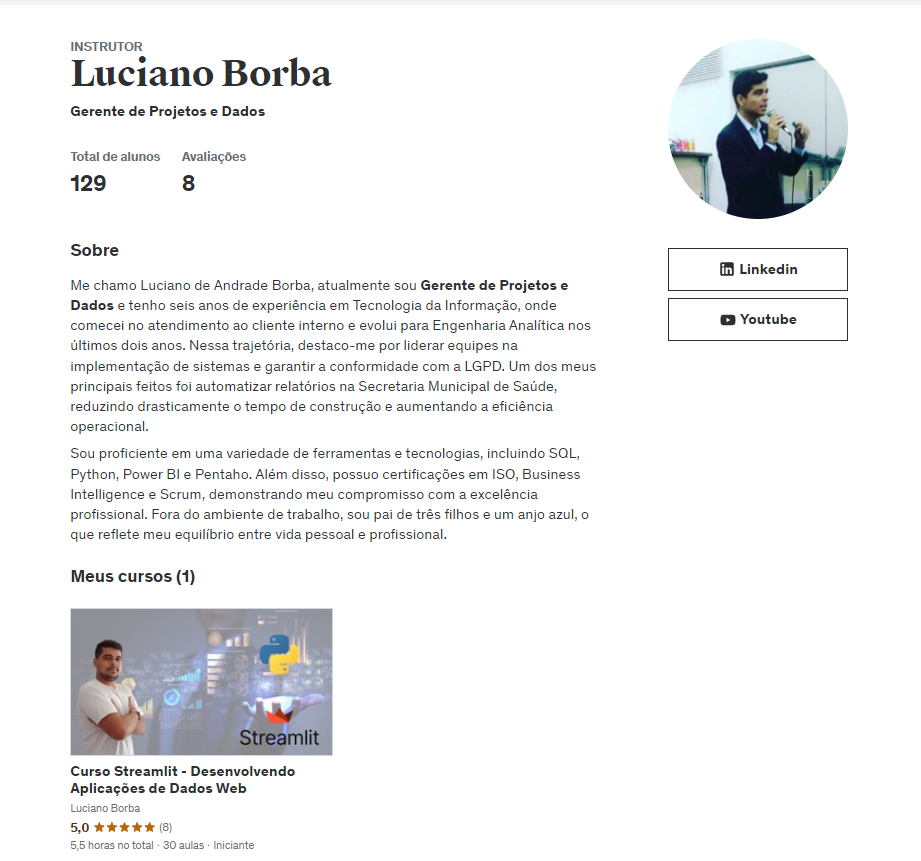 INSTRUTOR
Luciano Borba
Gerente de Projetos e Dados
Total de alunos Avaliações
129 8
Sobre
Me chamo Luciano de Andrade Borba, atualmente sou Gerente de Projetos e
Dados e tenho seis anos de experiência em Tecnologia da Informação, onde
comecei no atendimento ao cliente interno e evolui para Engenharia Analítica nos
últimos dois anos. Nessa trajetória, destaco-me por liderar equipes na
implementação de sistemas e garantir a conformidade com a LGPD. Um dos meus
principais feitos foi automatizar relatórios na Secretaria Municipal de Saúde,
reduzindo drasticamente o tempo de construção e aumentando a eficiência
operacional.
Sou proficiente em uma variedade de ferramentas e tecnologias, incluindo SQL,
Python, Power BI e Pentaho. Além disso, possuo certificações em ISO, Business
Intelligence e Scrum, demonstrando meu compromisso com a excelência
profissional. Fora do ambiente de trabalho, sou pai de três filhos e um anjo azul, o
que reflete meu equilíbrio entre vida pessoal e profissional.
Linkedin
Youtube
Meus cursos (1)
Streamlit
Curso Streamlit - Desenvolvendo
Aplicações de Dados Web
Luciano Borba
5,0 (8)
5,5 horas no total · 30 aulas · Iniciante